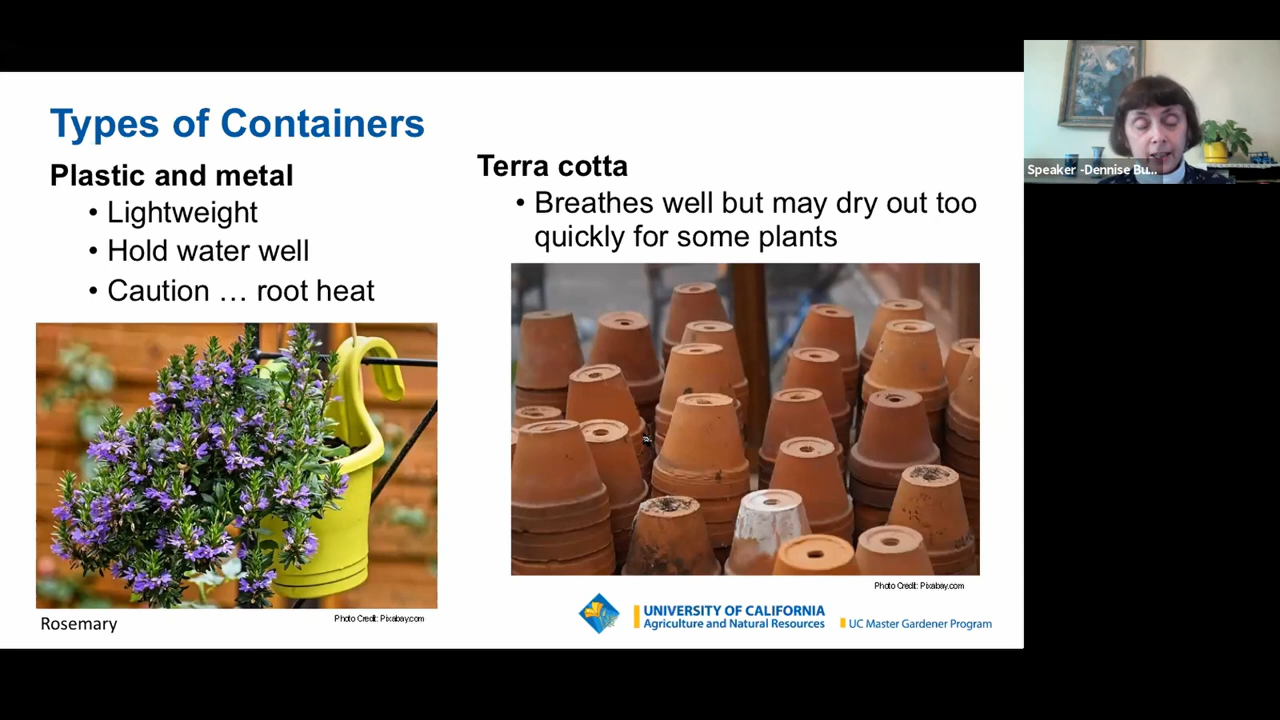 Types of Containers
Plastic and metal
• Lightweight
• Hold water well
• Caution … root heat
Terra cotta
• Breathes well but may dry out too
quickly for some plants
Rosemary
Photo Credit: Pixabay.com
Photo Credit: Pixabay.com
UNIVERSITY OF CALIFORNIA
Agriculture and Natural Resources
UC Master Gardener Program
Speaker -Dennise Bu...